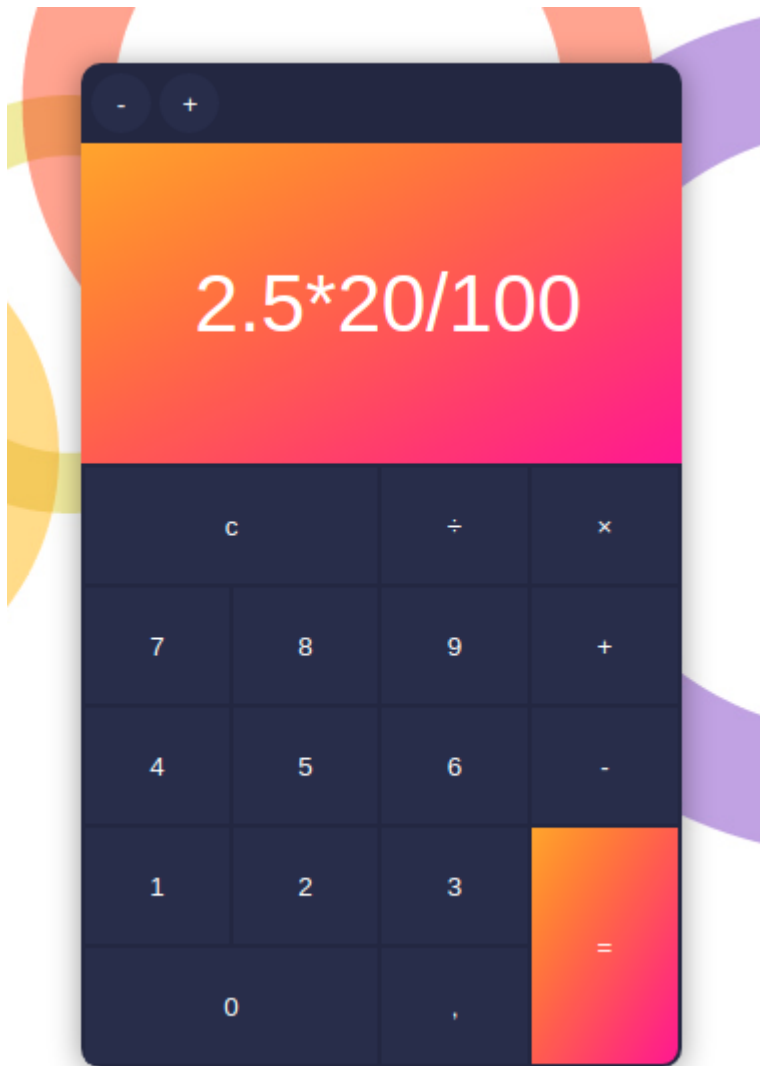 - +
2.5*20/100
c ÷ ×
7 8 9 +
4 5 6 -
1 2 3
=
0 ,